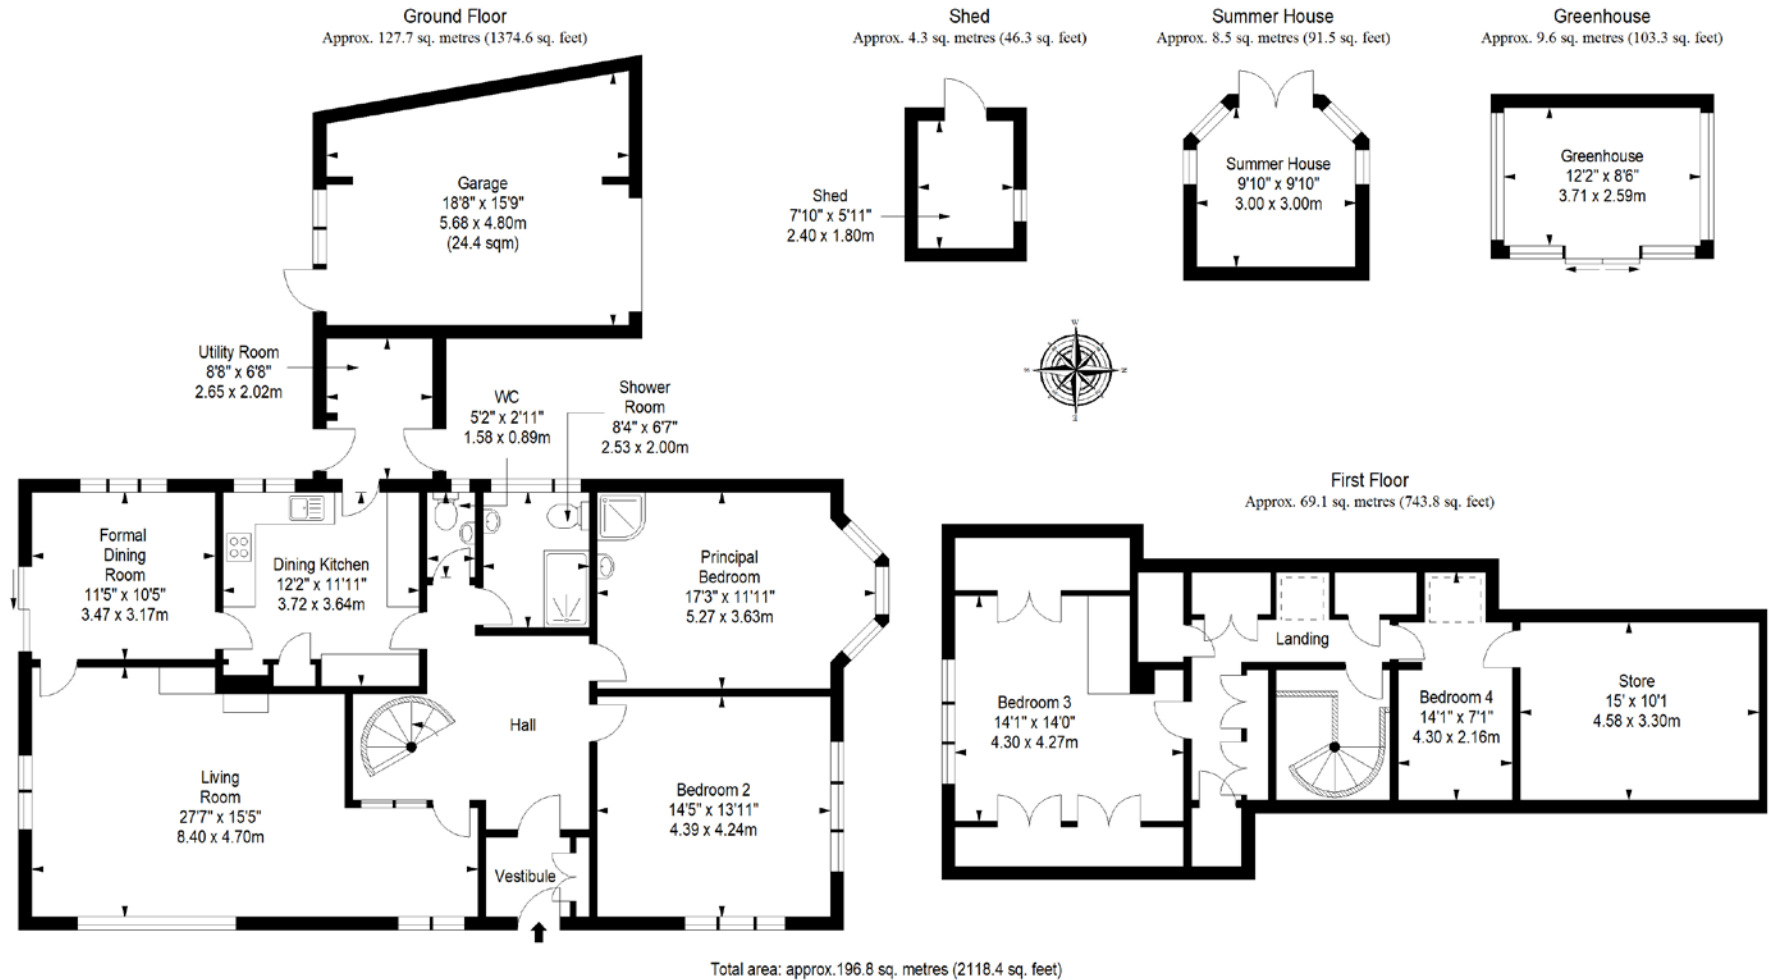 Ground Floor
Approx. 127.7 sq. metres (1374.6 sq. feet)
Shed
Approx. 4.3 sq. metres (46.3 sq. feet)
Summer House
Approx. 8.5 sq. metres (91.5 sq. feet)
Greenhouse
Approx. 9.6 sq. metres (103.3 sq. feet)
Garage
18'8" x 15'9"
5.68 x 4.80m
(24.4 sqm)
Shed
7'10" x 5'11"
2.40 x 1.80m
Summer House
9'10" x 9'10"
3.00 x 3.00m
Greenhouse
12'2" x 8'6"
3.71 x 2.59m
Utility Room
8'8" x 6'8"
2.65 x 2.02m
WC
5'2" x 2'11"
1.58 x 0.89m
Shower
Room
8'4" x 6'7"
2.53 x 2.00m
W
N
Formal
Dining
Room
11'5" x 10'5"
3.47 x 3.17m
Dining Kitchen
12'2" x 11'11"
3.72 x 3.64m
Principal
Bedroom
17'3" x 11'11"
5.27 x 3.63m
Living
Room
27'7" x 15'5"
8.40 x 4.70m
Hall
Vestibule
Bedroom 2
14'5" x 13'11"
4.39 x 4.24m
First Floor
Approx. 69.1 sq. metres (743.8 sq. feet)
Landing
Bedroom 3
14'1" x 14'0"
4.30 x 4.27m
Bedroom 4
14'1" x 7'1"
4.30 x 2.16m
Store
15' x 10'1
4.58 x 3.30m
Total area: approx.196.8 sq. metres (2118.4 sq. feet)